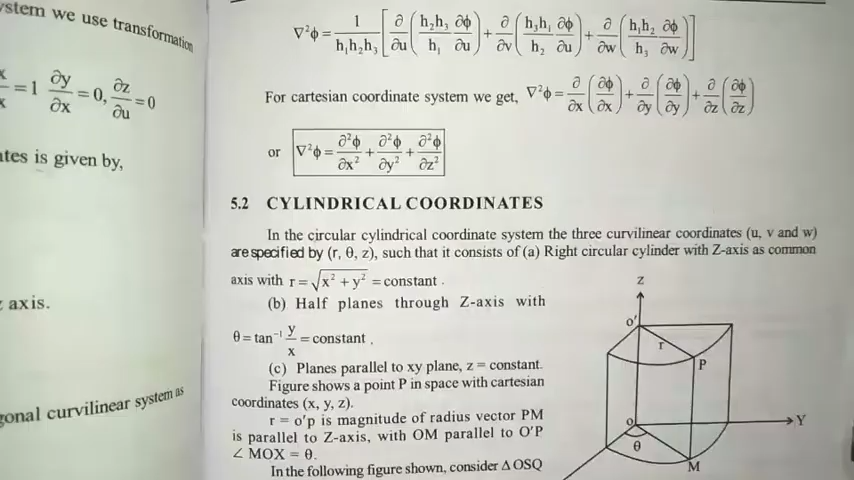 ystem we use transformation
=1 ∂y/∂x =0, ∂z/∂u =0
ates is given by,
axis.
gonal curvilinear system as
∇²ϕ = 1/h₁h₂h₃ [∂/∂u (h₂h₃/h₁ ∂ϕ/∂u) + ∂/∂v (h₃h₁/h₂ ∂ϕ/∂u) + ∂/∂w (h₁h₂/h₃ ∂ϕ/∂w)]
For cartesian coordinate system we get, ∇²ϕ = ∂/∂x (∂ϕ/∂x) + ∂/∂y (∂ϕ/∂y) + ∂/∂z (∂ϕ/∂z)
or ∇²ϕ = ∂²ϕ/∂x² + ∂²ϕ/∂y² + ∂²ϕ/∂z²
5.2 CYLINDRICAL COORDINATES
In the circular cylindrical coordinate system the three curvilinear coordinates (u, v and w)
are specified by (r, θ, z), such that it consists of (a) Right circular cylinder with Z-axis as common
axis with r = √x² + y² = constant .
(b) Half planes through Z-axis with
θ = tan⁻¹ y/x = constant .
(c) Planes parallel to xy plane, z = constant.
Figure shows a point P in space with cartesian
coordinates (x, y, z).
r = o'p is magnitude of radius vector PM
is parallel to Z-axis, with OM parallel to O'P
∠ MOX = θ.
In the following figure shown, consider Δ OSQ
Z
o'
r
P
o
Y
θ
M